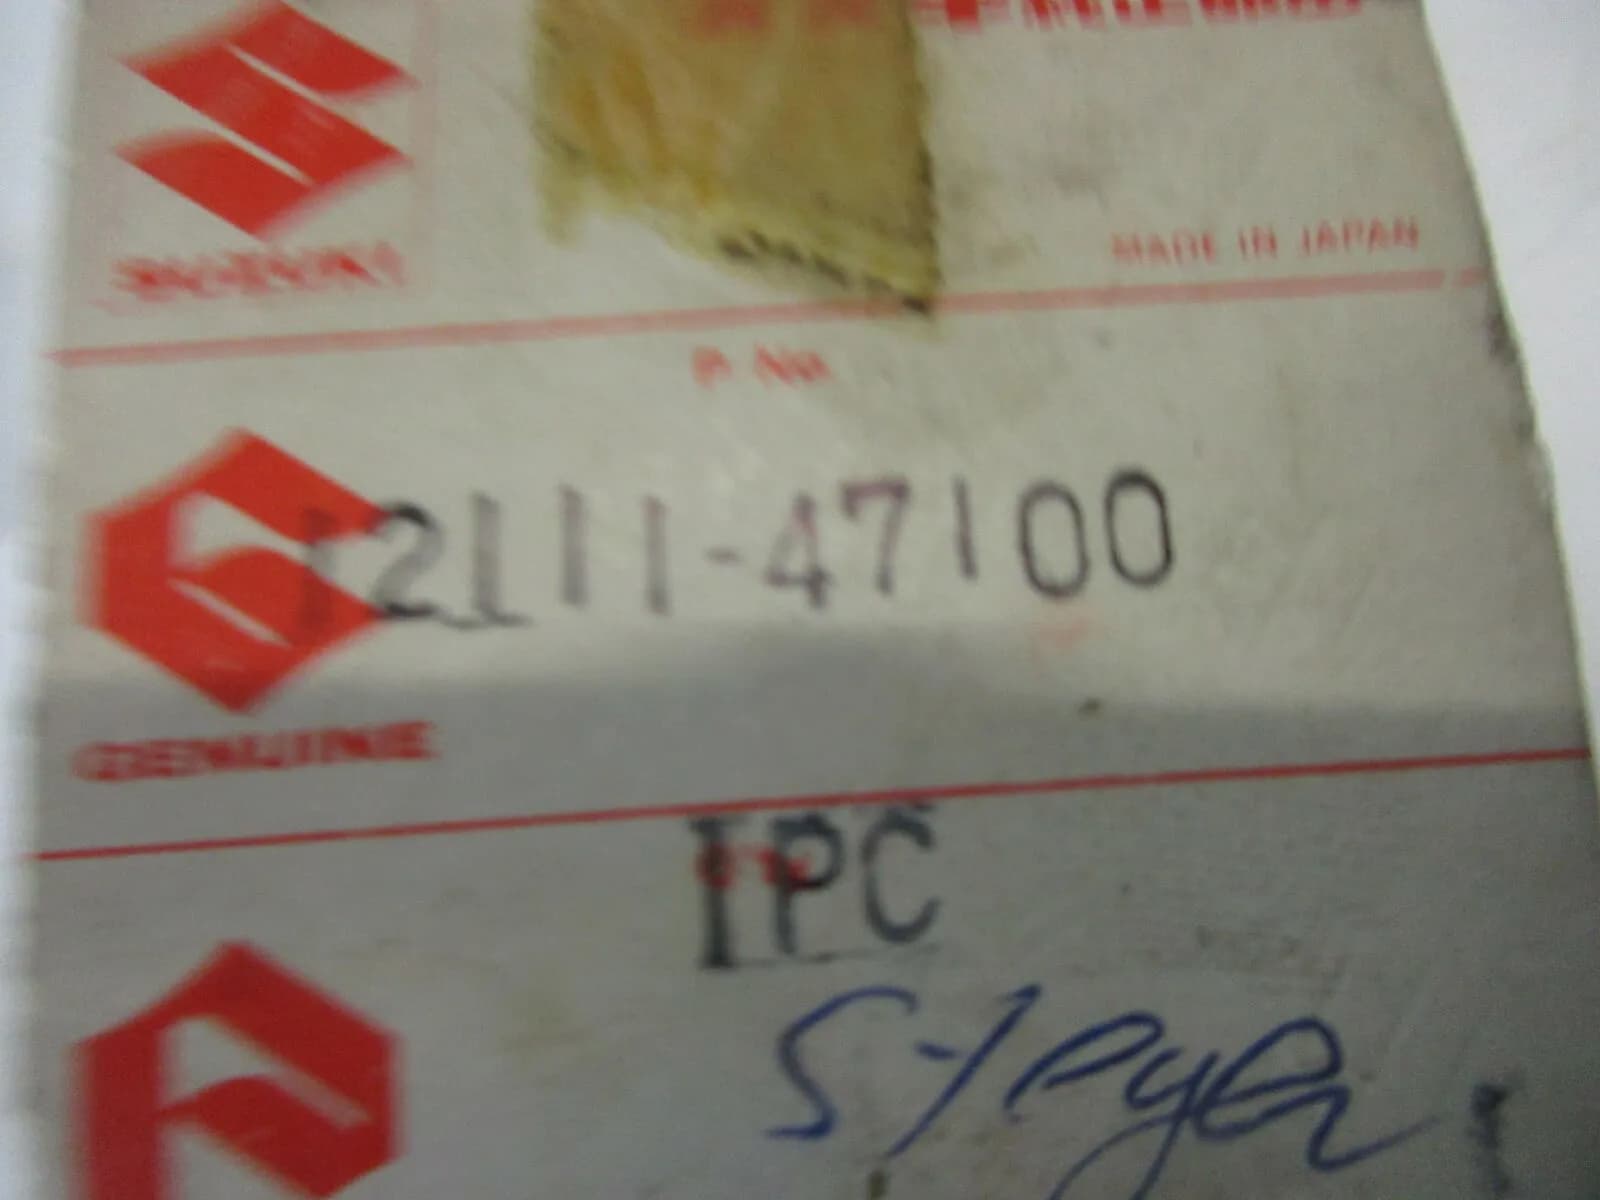 SUZUKI
MADE IN JAPAN
P. No.
12111-47100
GENUINE
1PC